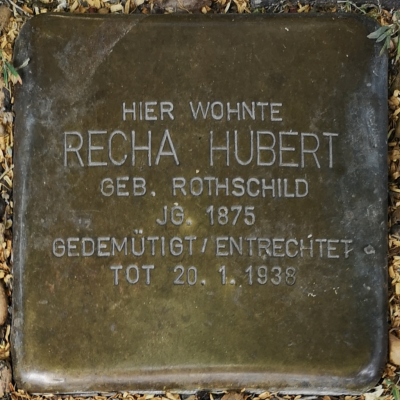 HIER WOHNTE
RECHA HUBERT
GEB. ROTHSCHILD
JG. 1875
GEDEMÜTIGT/ENTRECHTET
TOT 20.1.1938